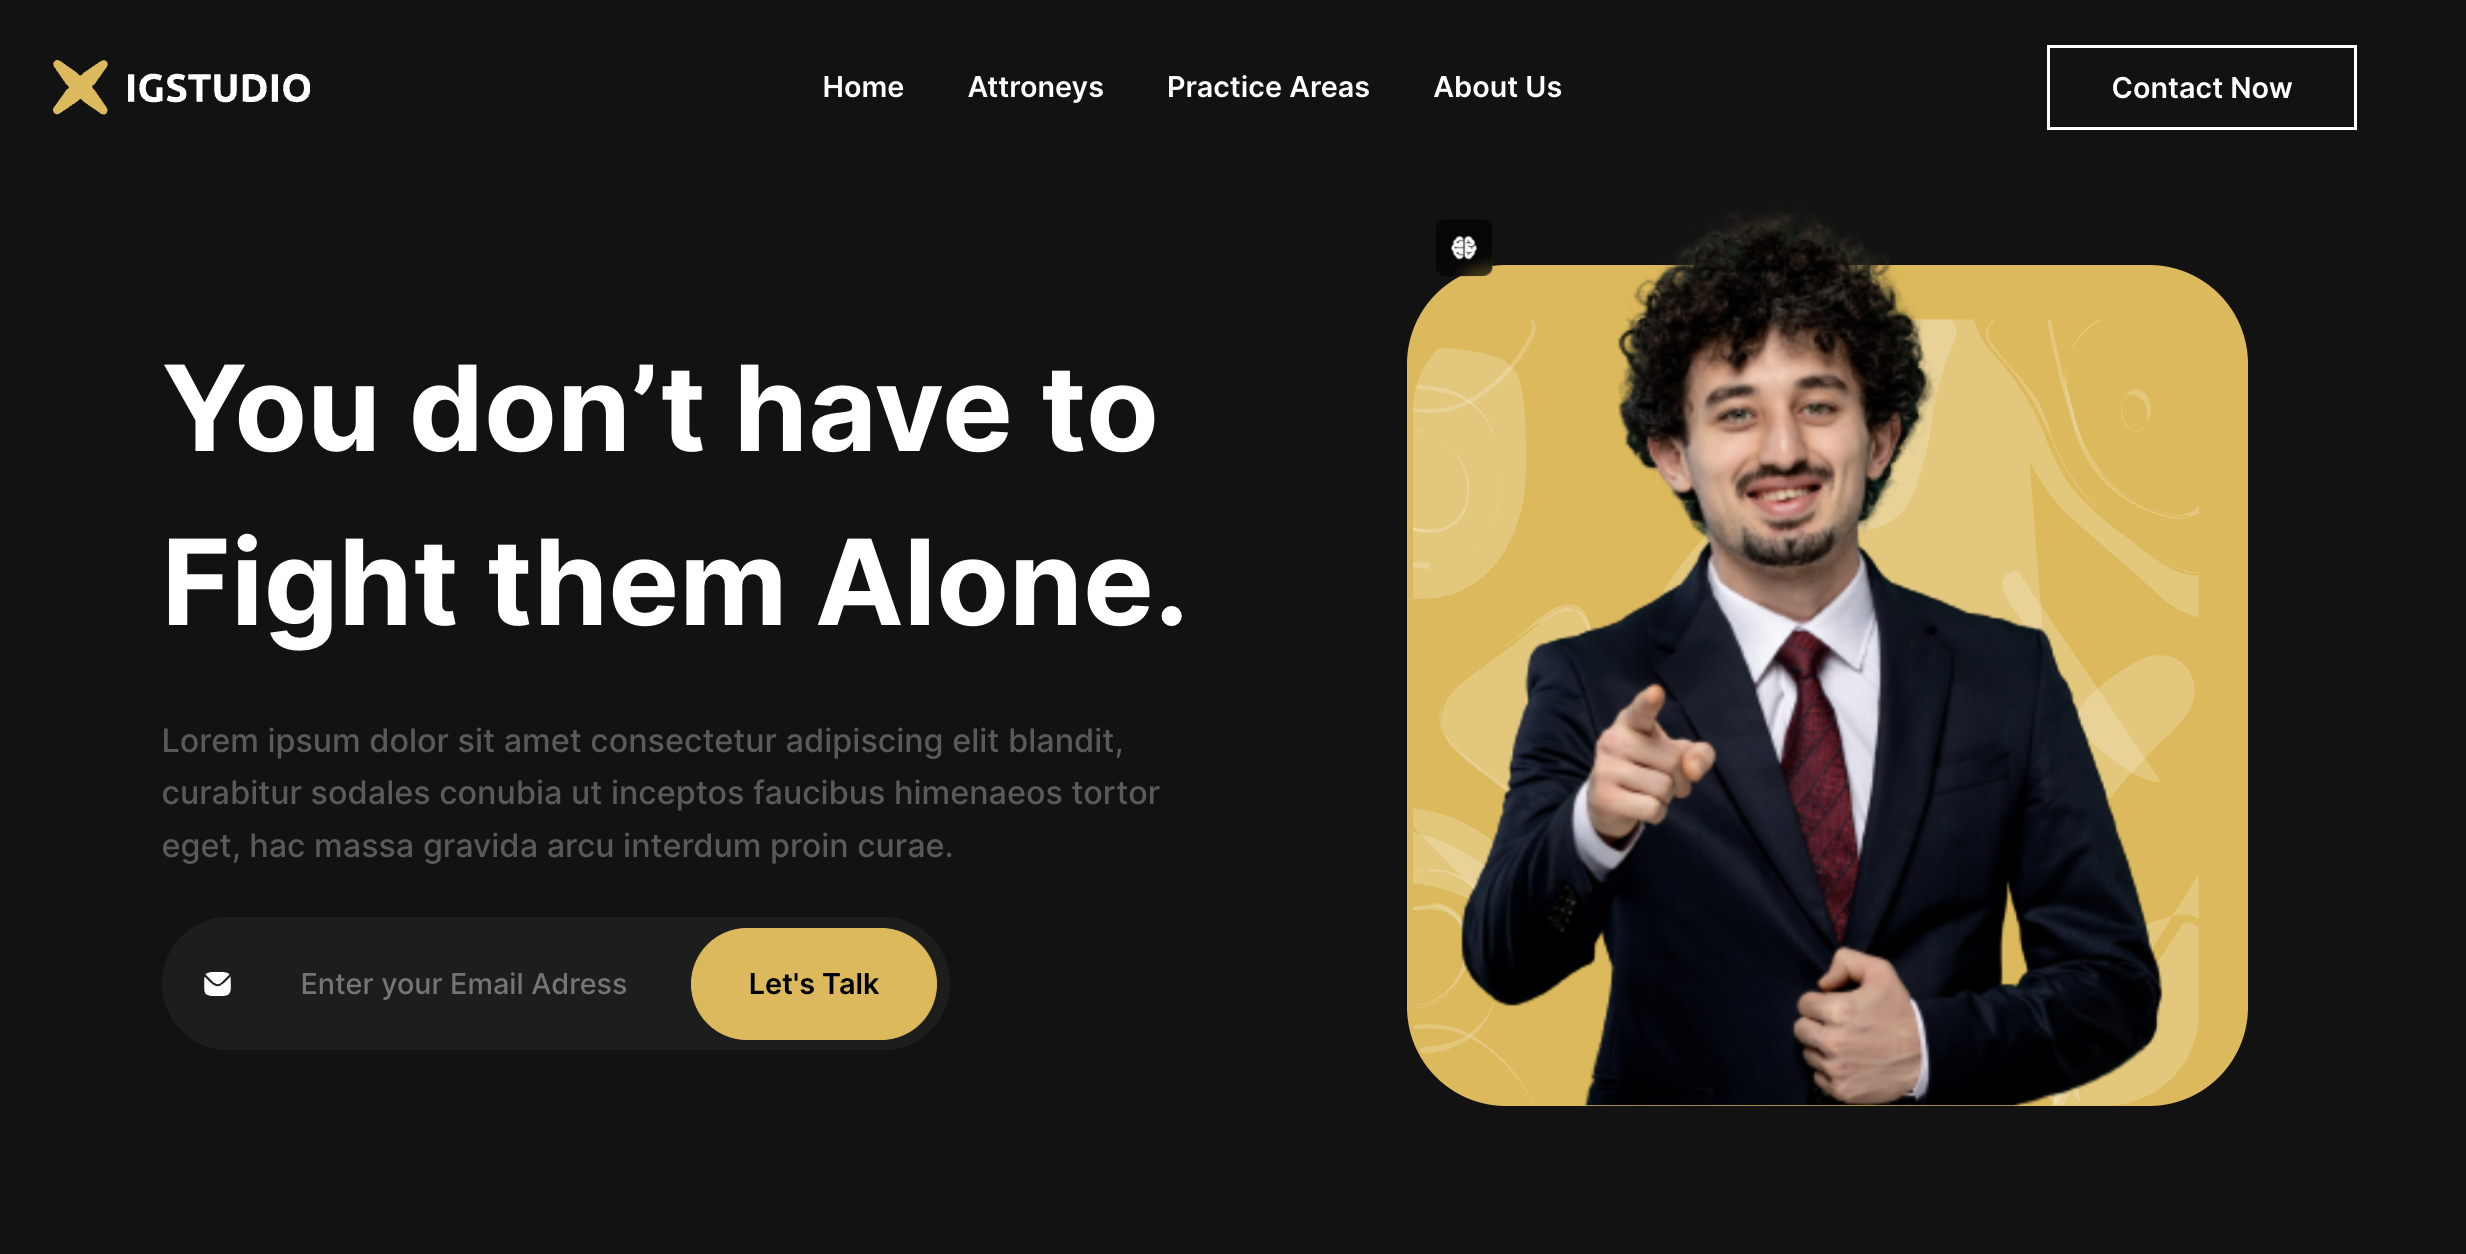 IGSTUDIO
Home
Attroneys
Practice Areas
About Us
Contact Now
You don’t have to
Fight them Alone.
Lorem ipsum dolor sit amet consectetur adipiscing elit blandit,
curabitur sodales conubia ut inceptos faucibus himenaeos tortor
eget, hac massa gravida arcu interdum proin curae.
Enter your Email Adress
Let's Talk